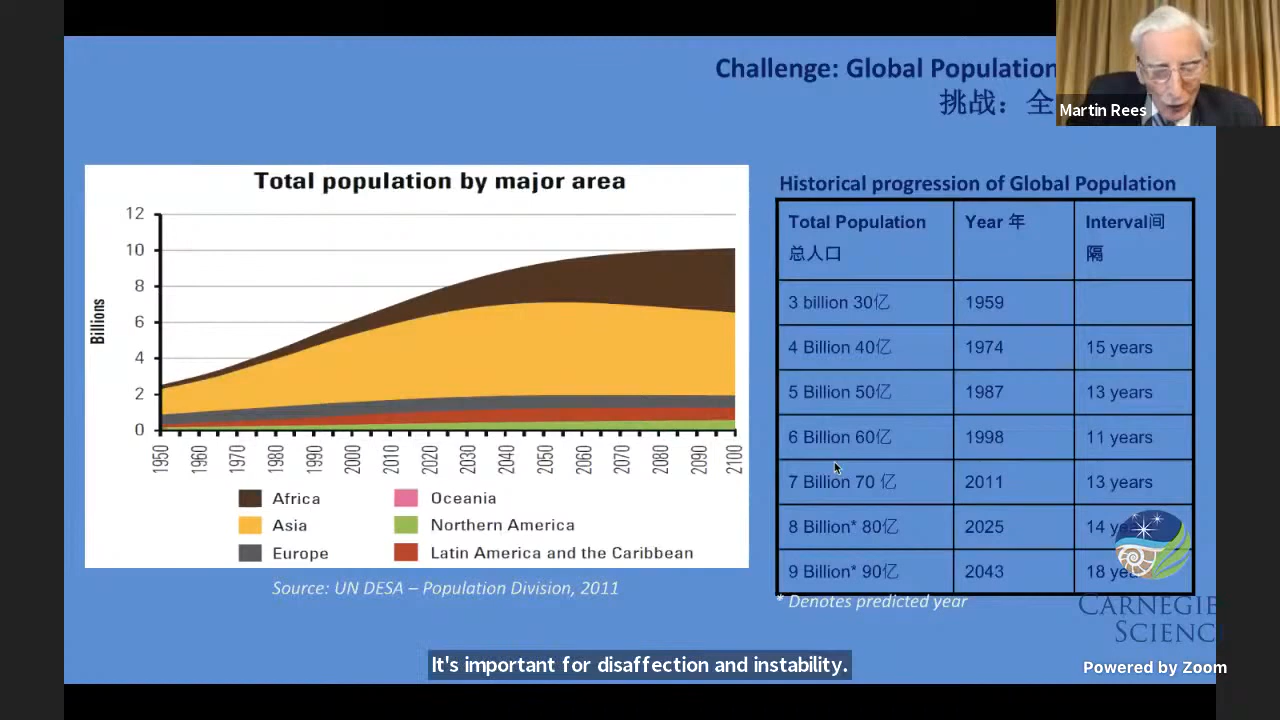 Challenge: Global Population
挑战：全
Martin Rees
Total population by major area
Billions
12
10
8
6
4
2
0
1950 1960 1970 1980 1990 2000 2010 2020 2030 2040 2050 2060 2070 2080 2090 2100
Africa Oceania
Asia Northern America
Europe Latin America and the Caribbean
Source: UN DESA – Population Division, 2011
Historical progression of Global Population
Total Population Year 年 Interval间
总人口 隔
3 billion 30亿 1959
4 Billion 40亿 1974 15 years
5 Billion 50亿 1987 13 years
6 Billion 60亿 1998 11 years
7 Billion 70 亿 2011 13 years
8 Billion* 80亿 2025 14
9 Billion* 90亿 2043 18
* Denotes predicted year
CARNEGIE
SCIENC
It's important for disaffection and instability.
Powered by Zoom